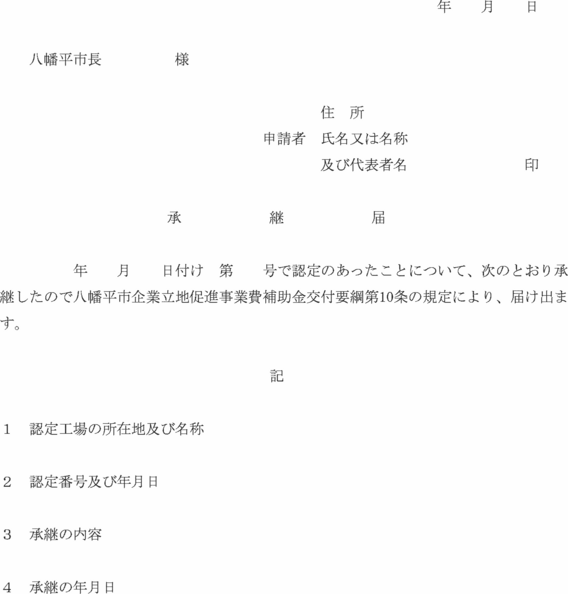 年　　月　　日
八幡平市長　　　　　様
住　所
申請者　氏名又は名称
及び代表者名　　　　　　　　印
承　　　　　　継　　　　　　届
年　　月　　日付け　第　　号で認定のあったことについて、次のとおり承
継したので八幡平市企業立地促進事業費補助金交付要綱第10条の規定により、届け出ま
す。
記
１　認定工場の所在地及び名称
２　認定番号及び年月日
３　承継の内容
４　承継の年月日